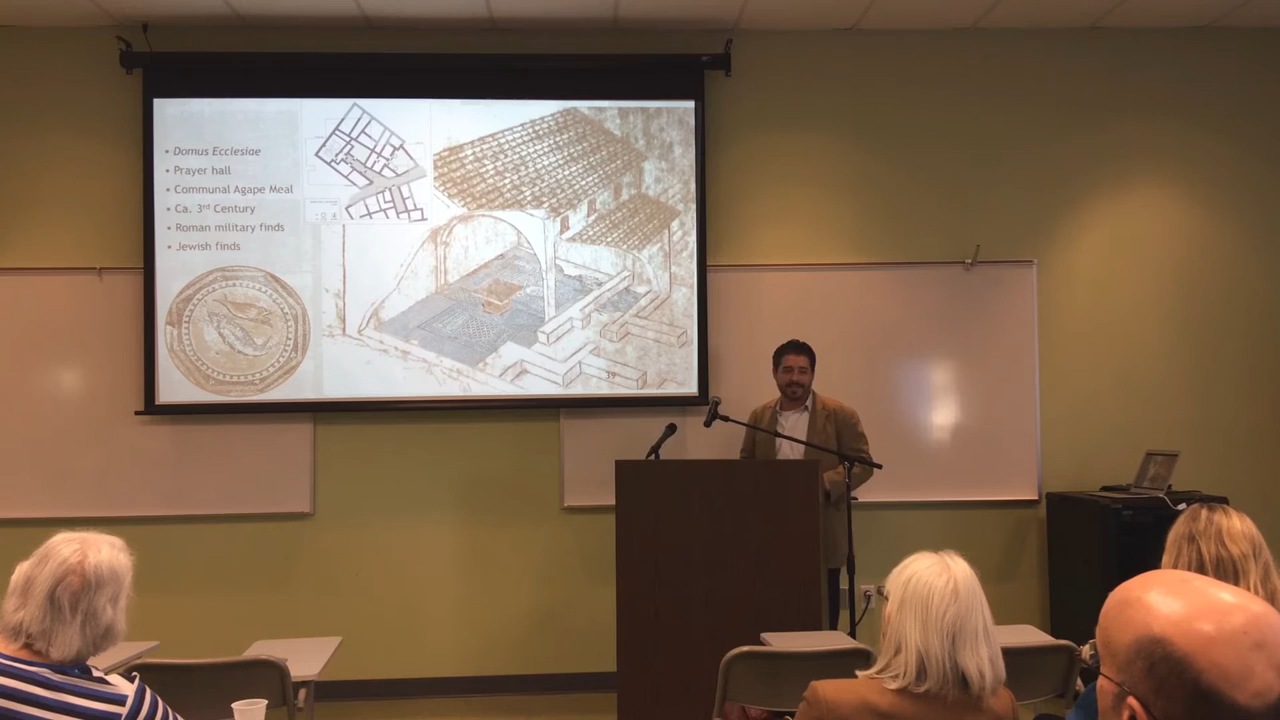 • Domus Ecclesiae
• Prayer hall
• Communal Agape Meal
• Ca. 3rd Century
• Roman military finds
• Jewish finds
39